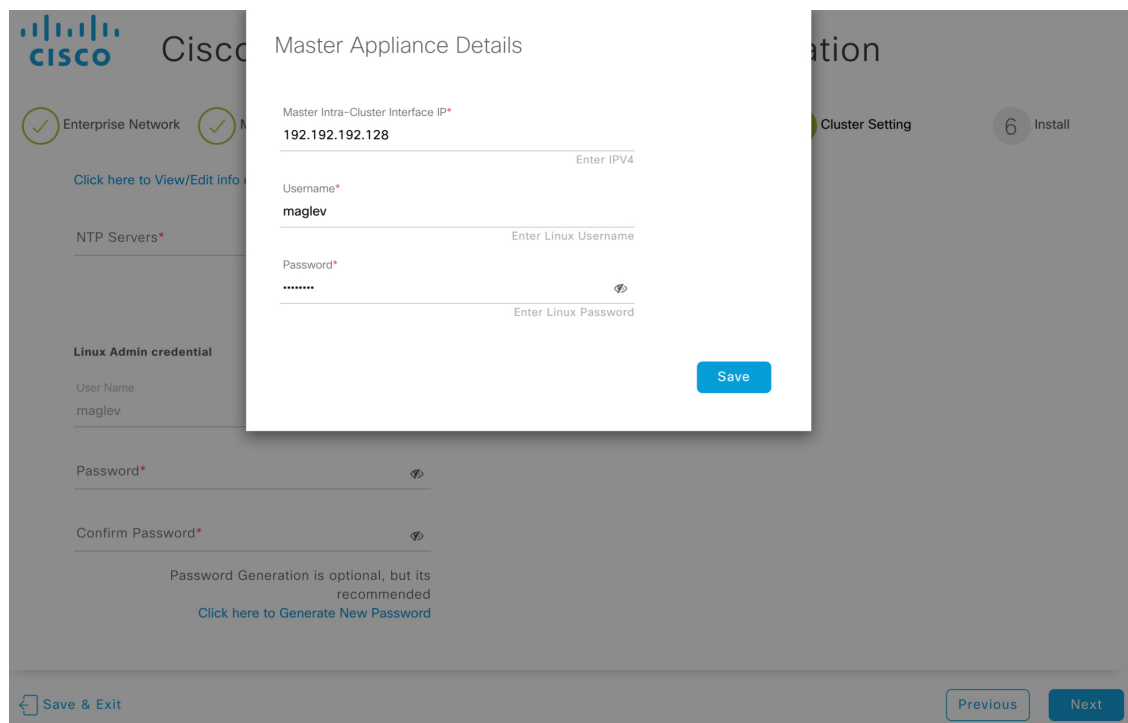 CISCO
Master Appliance Details
Master Intra-Cluster Interface IP*
192.192.192.128
Enter IPV4
Username*
maglev
Enter Linux Username
Password*
••••••••
Enter Linux Password
Save
Enterprise Network
Cluster Setting
6 Install
Click here to View/Edit info
NTP Servers*
Linux Admin credential
User Name
maglev
Password*
Confirm Password*
Password Generation is optional, but its
recommended
Click here to Generate New Password
Save & Exit
Previous
Next